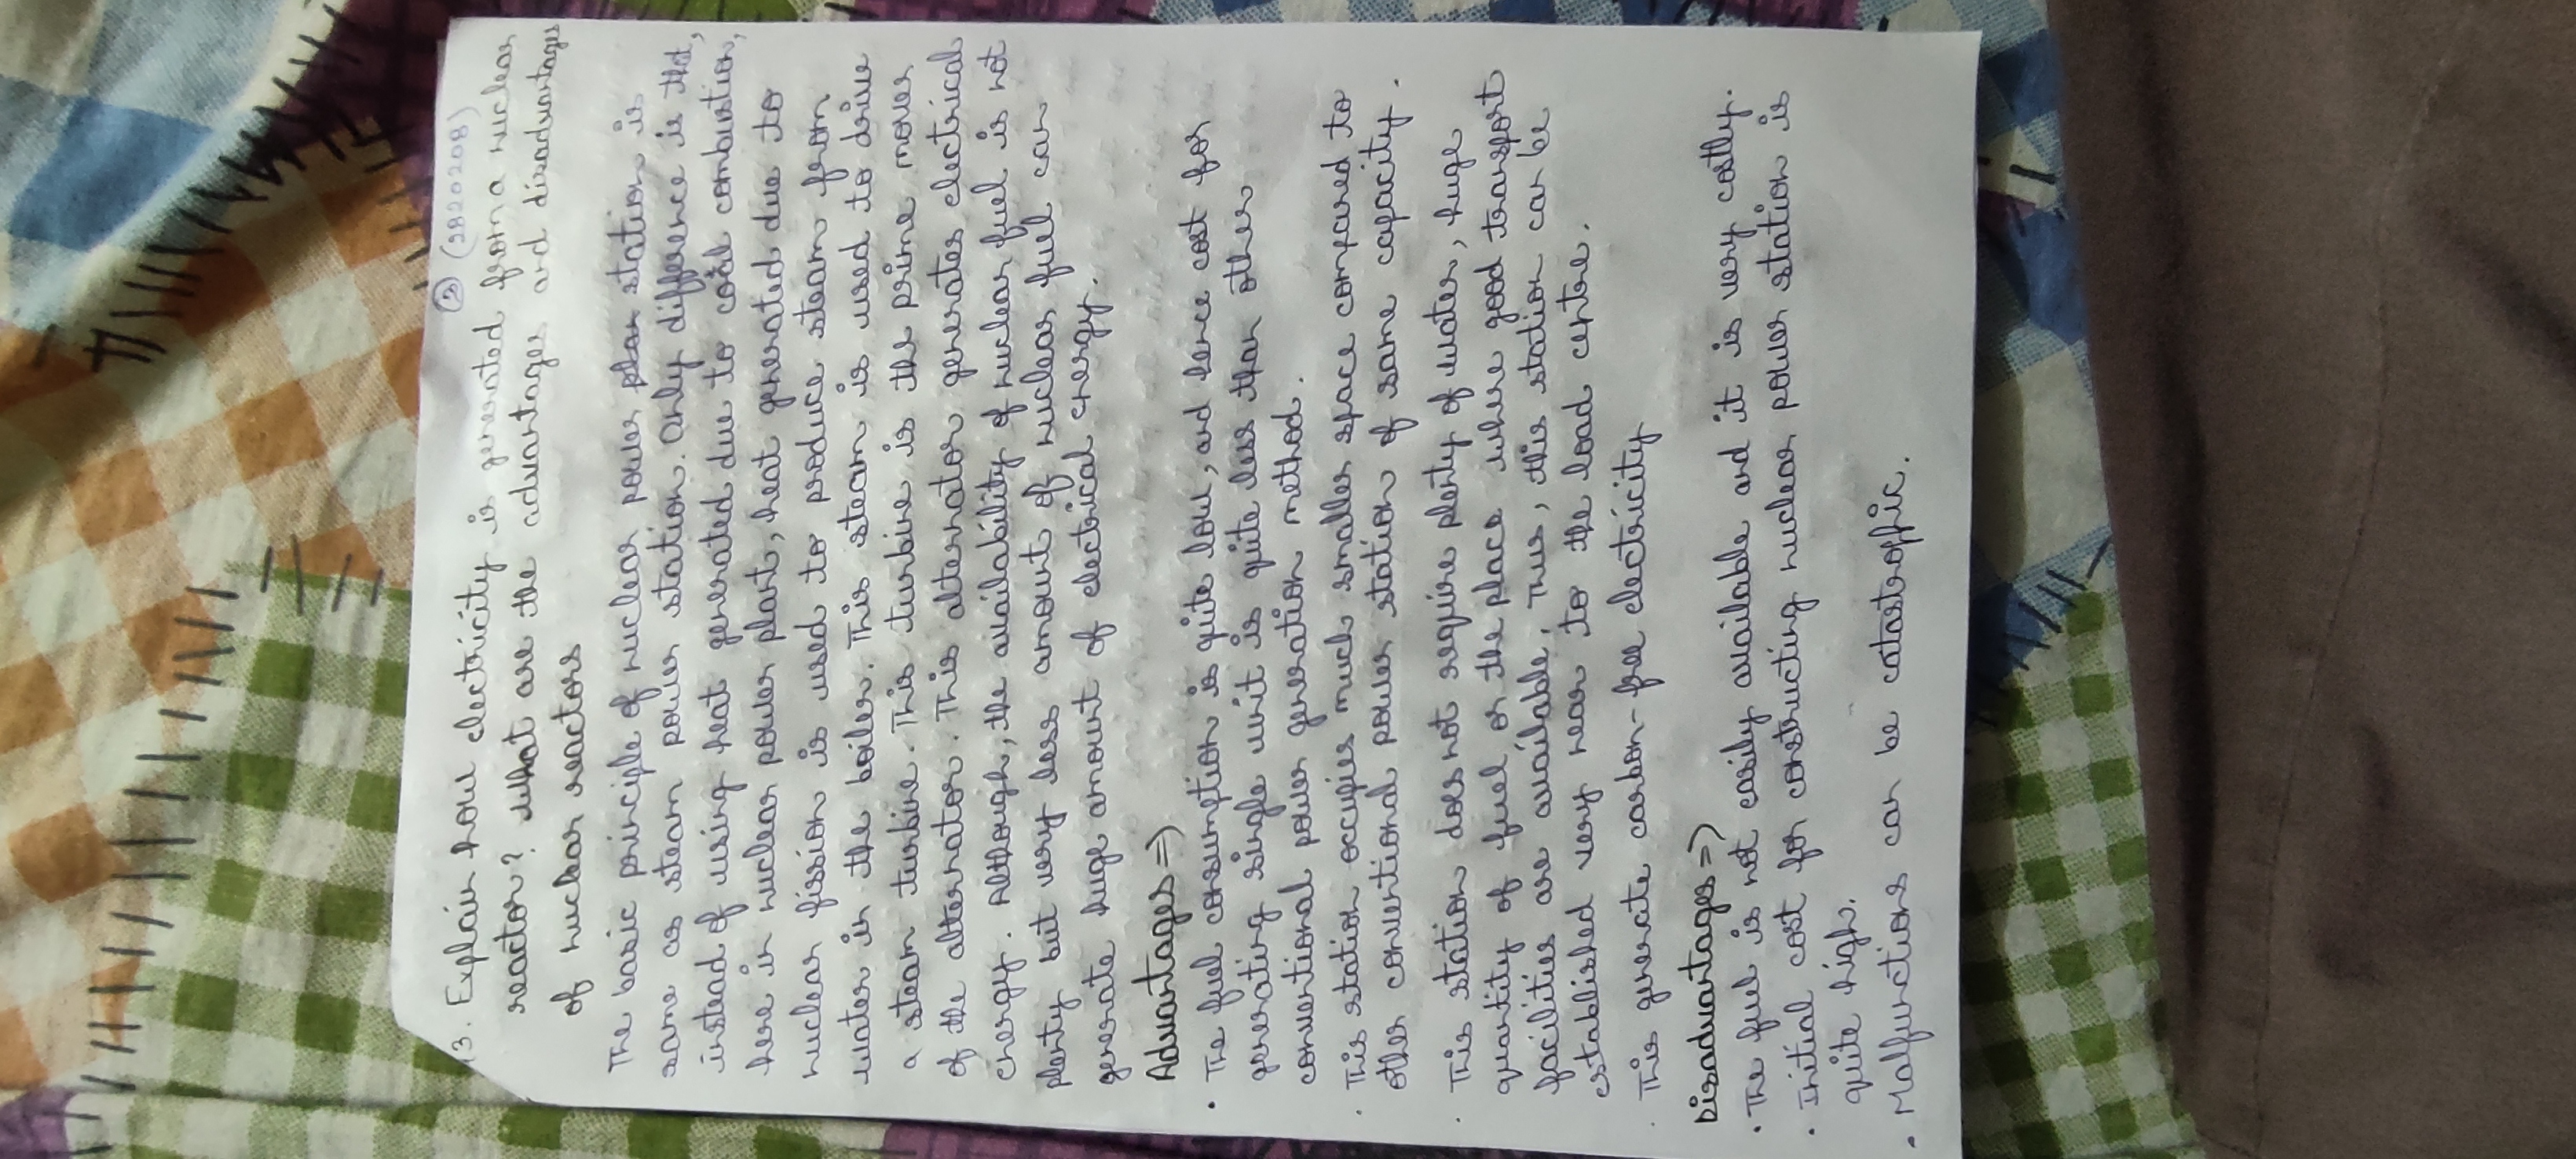 ② (2820208)
13. Explain how electricity is generated from a nuclear
reactor? What are the advantages and disadvantages
of nuclear reactors
The basic principle of nuclear power plan station is
same as steam power station. Only difference is that,
instead of using heat generated due to coal combustion,
here in nuclear power plant, heat generated due to
nuclear fission is used to produce steam from
water in the boiler. This steam is used to drive
a steam turbine. This turbine is the prime mover
of the alternator. This alternator generates electrical
energy. Although, the availability of nuclear fuel is not
plenty but very less amount of nuclear fuel can
generate huge amount of electrical energy.
Advantages =>
• The fuel consumption is quite low, and hence cost for
generating single unit is quite less than other
conventional power generation method.
• This station occupies much smaller space compared to
other conventional power station of same capacity.
• This station does not require plenty of water, huge
quantity of fuel or the place where good transport
facilities are available. Thus, this station can be
established very near to the load centre.
• This generate carbon-free electricity
Disadvantages =>
• The fuel is not easily available and it is very costly.
• Initial cost for constructing nuclear power station is
quite high.
• Malfunctions can be catastroffic.